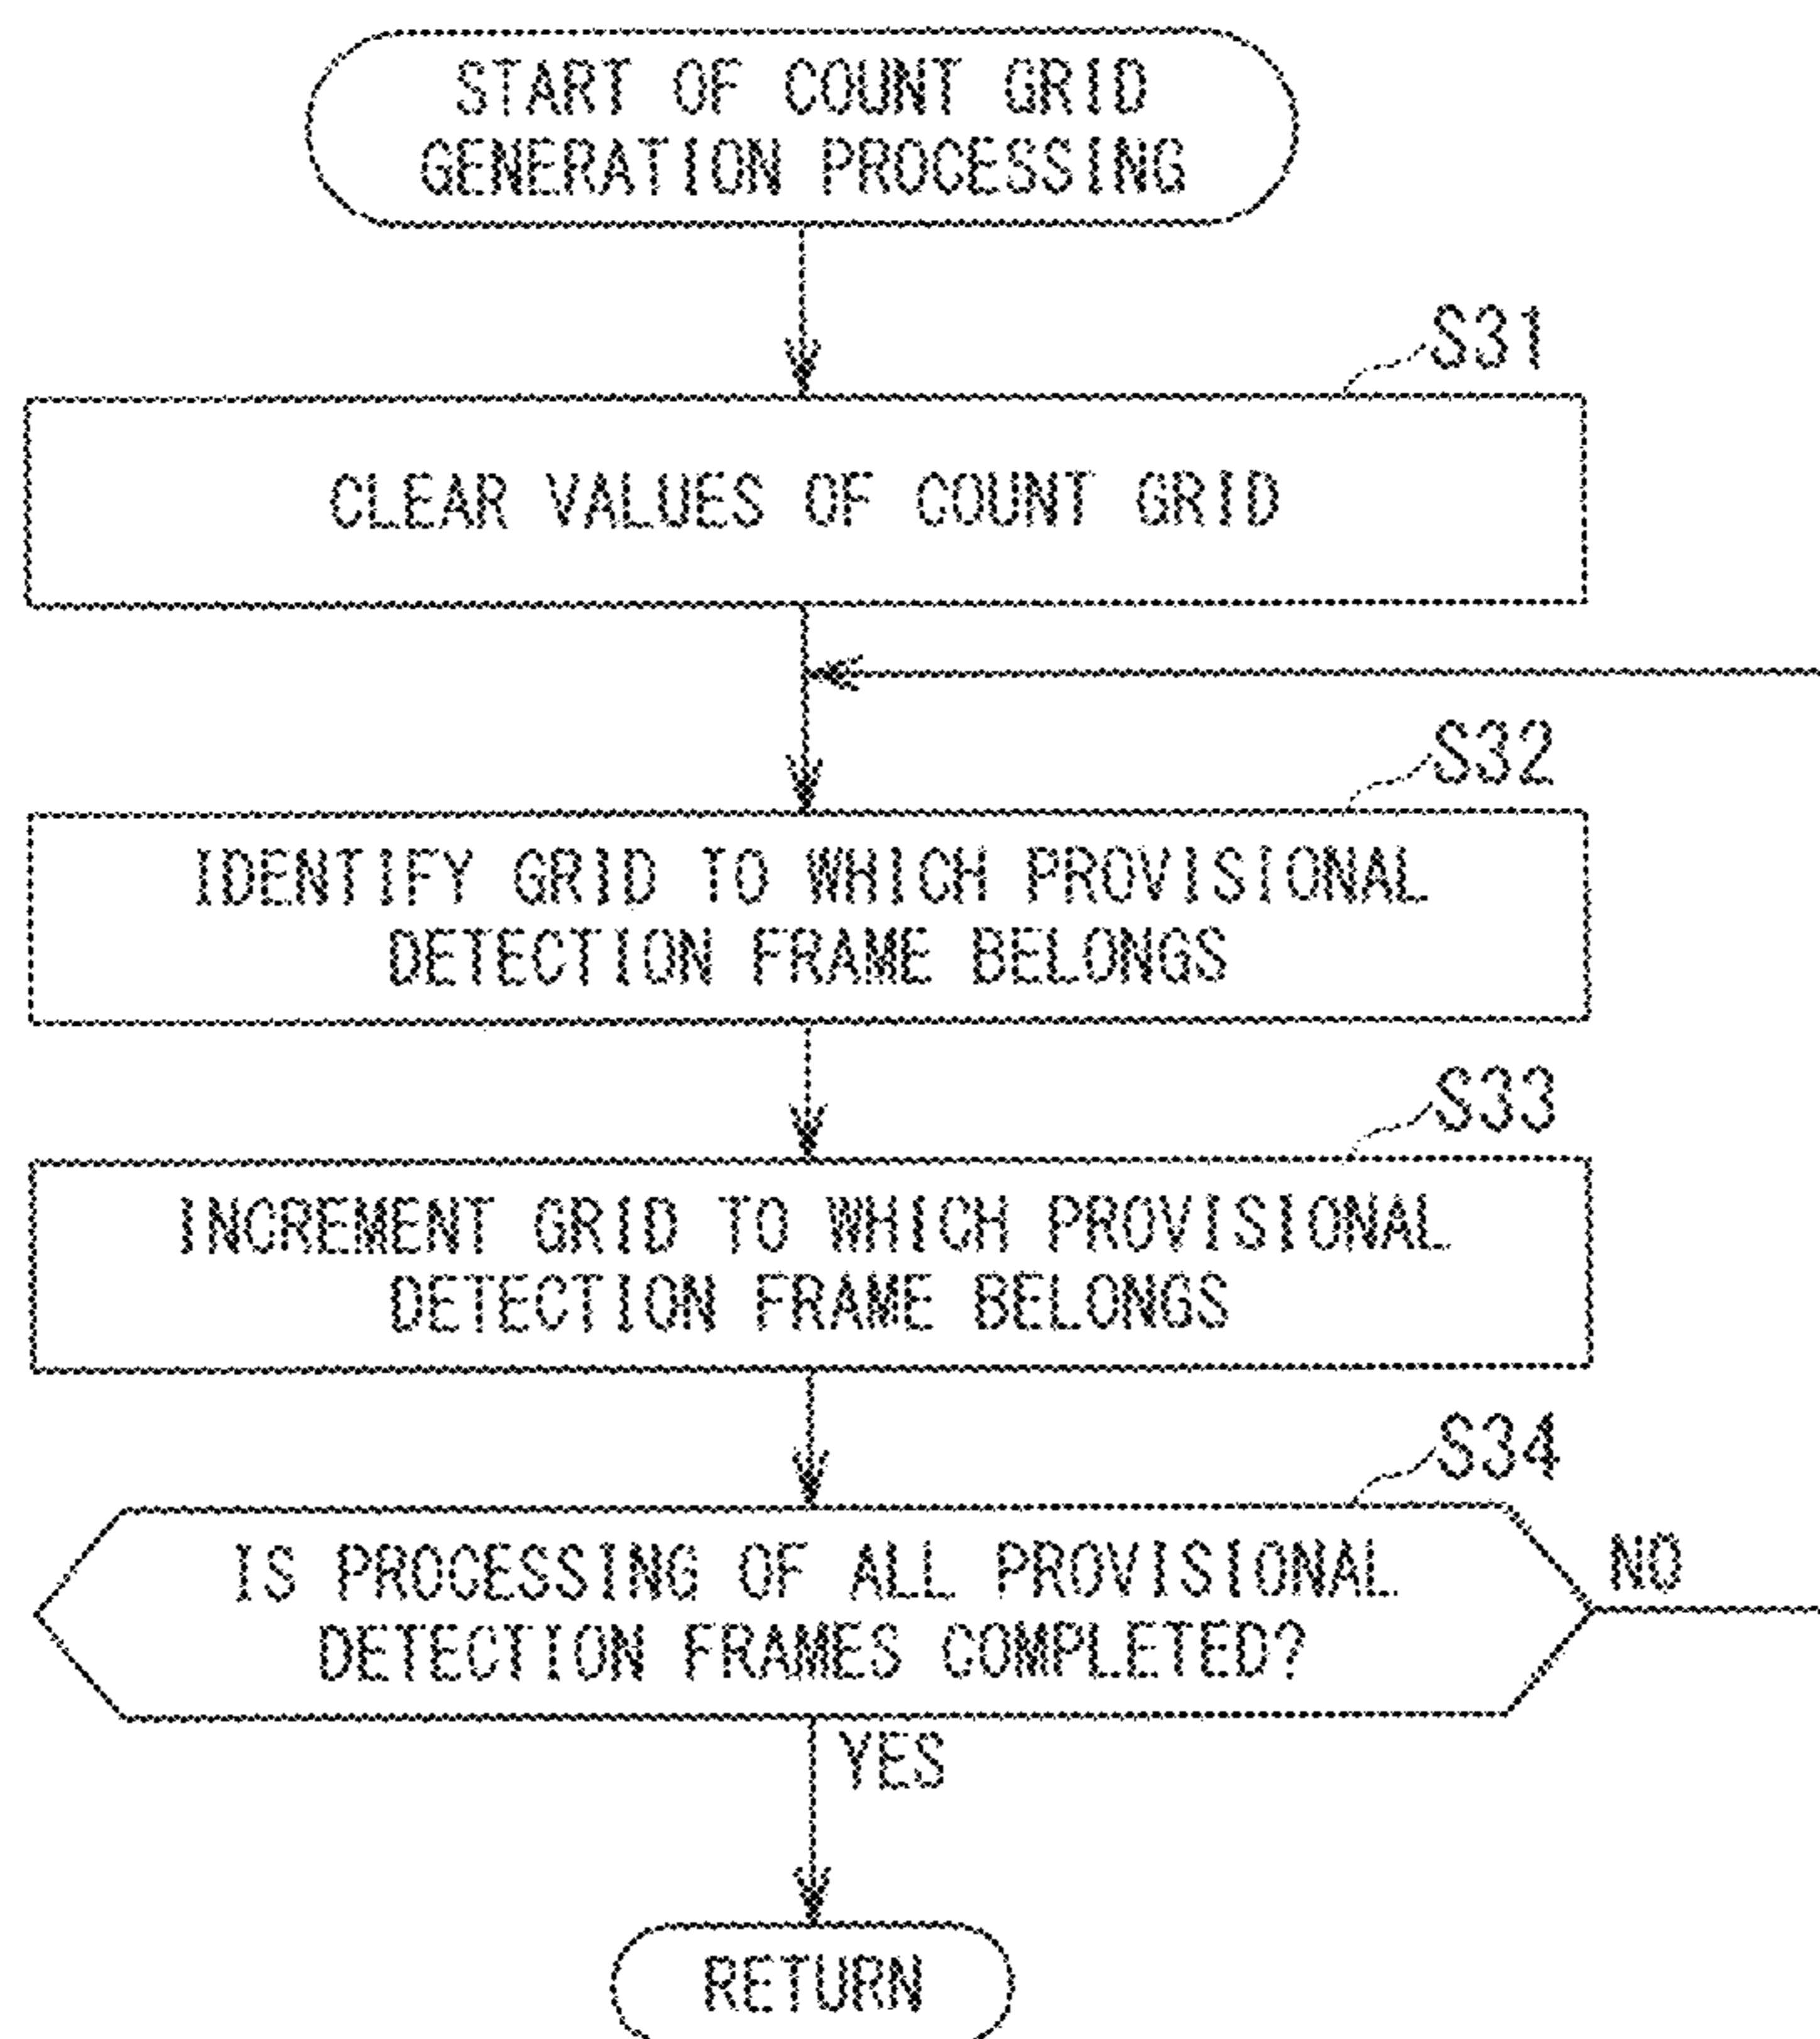 START OF COUNT GRID
GENERATION PROCESSING
S31
CLEAR VALUES OF COUNT GRID
S32
IDENTIFY GRID TO WHICH PROVISIONAL
DETECTION FRAME BELONGS
S33
INCREMENT GRID TO WHICH PROVISIONAL
DETECTION FRAME BELONGS
S34
IS PROCESSING OF ALL PROVISIONAL
DETECTION FRAMES COMPLETED?
NO
YES
RETURN